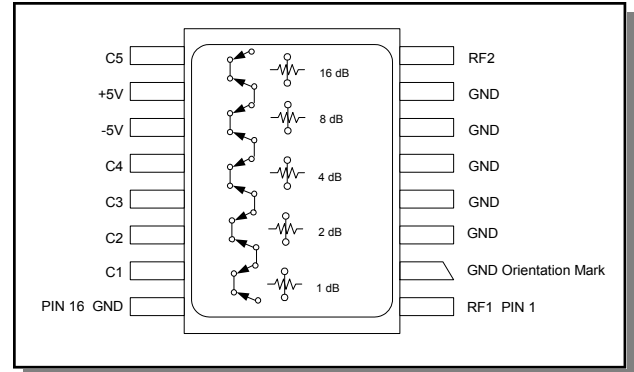 C5
+5V
-5V
C4
C3
C2
C1
PIN 16 GND
16 dB
8 dB
4 dB
2 dB
1 dB
RF2
GND
GND
GND
GND
GND
GND Orientation Mark
RF1 PIN 1